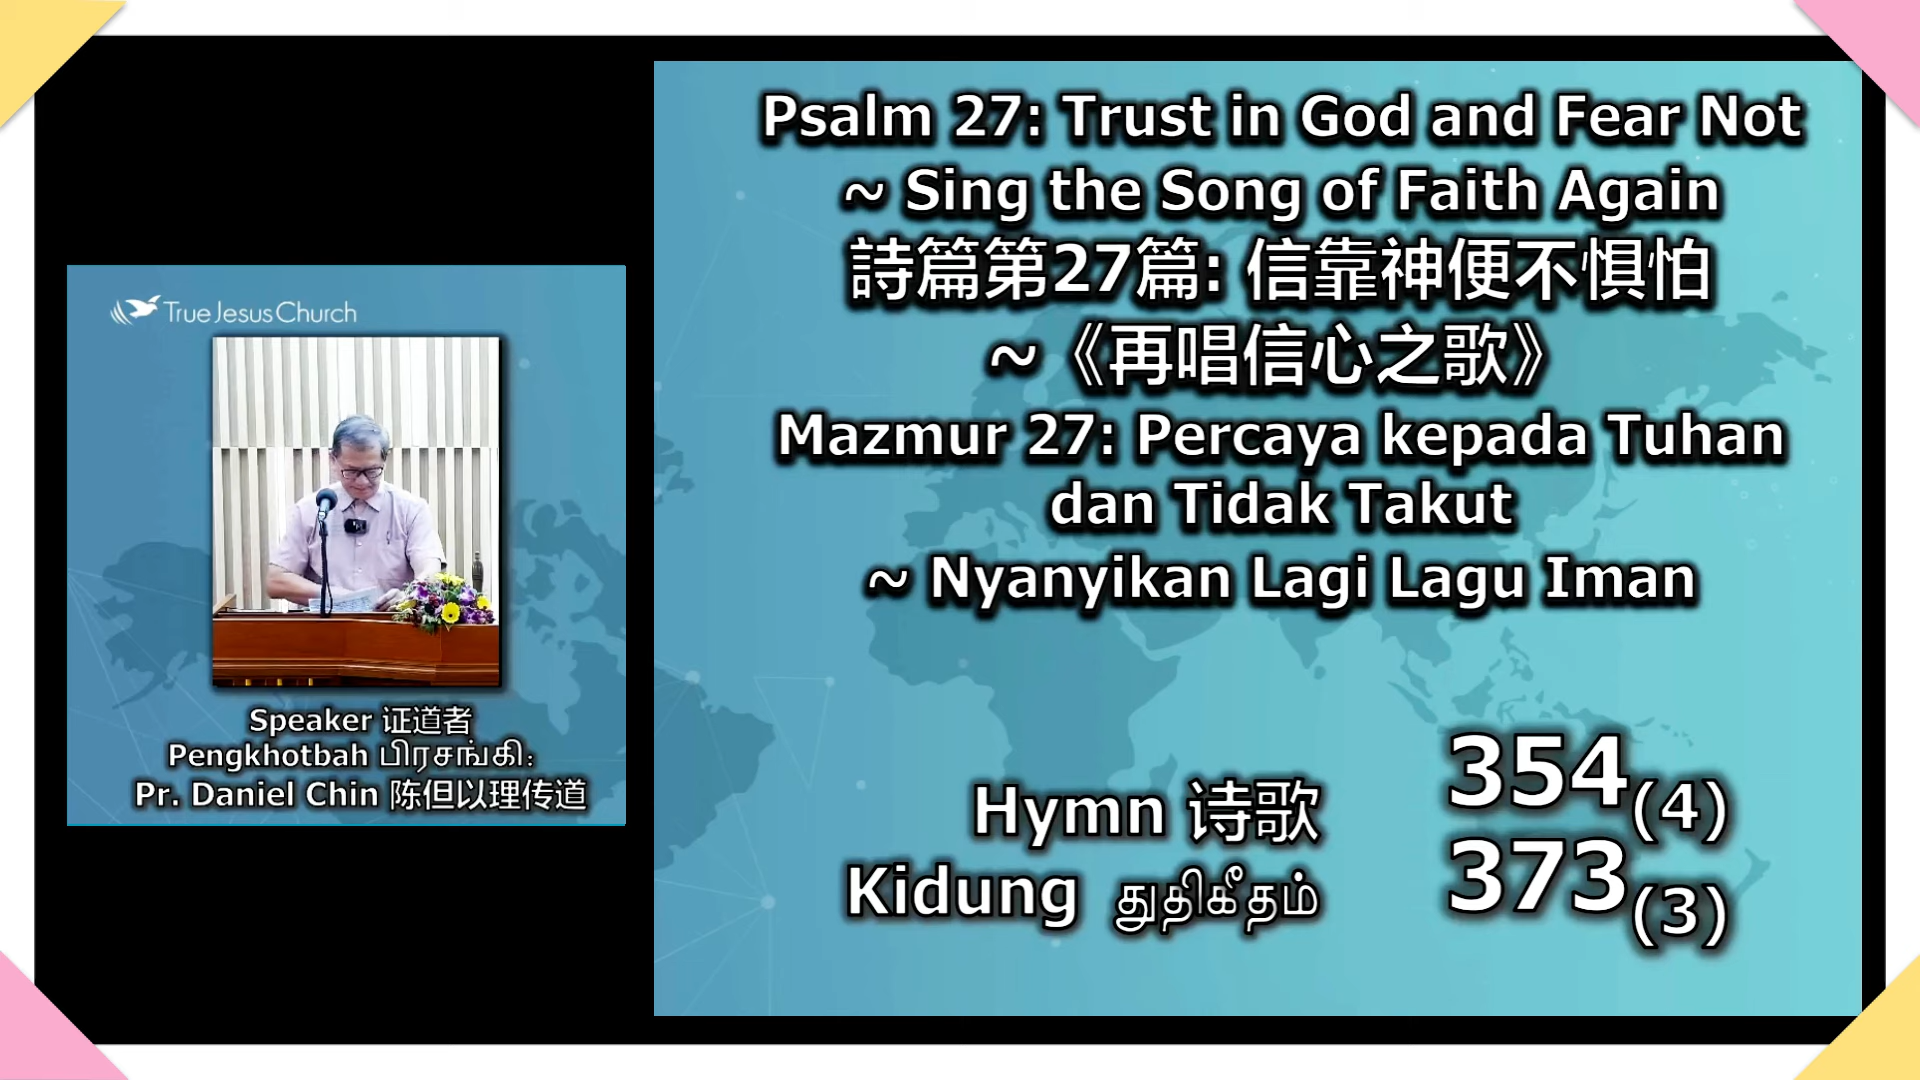 True Jesus Church
Speaker 证道者
Pengkhotbah பிரசங்கி:
Pr. Daniel Chin 陈但以理传道
Psalm 27: Trust in God and Fear Not
~ Sing the Song of Faith Again
詩篇第27篇: 信靠神便不惧怕
~《再唱信心之歌》
Mazmur 27: Percaya kepada Tuhan
dan Tidak Takut
~ Nyanyikan Lagi Lagu Iman
Hymn 诗歌 354(4)
Kidung துதிகீதம் 373(3)